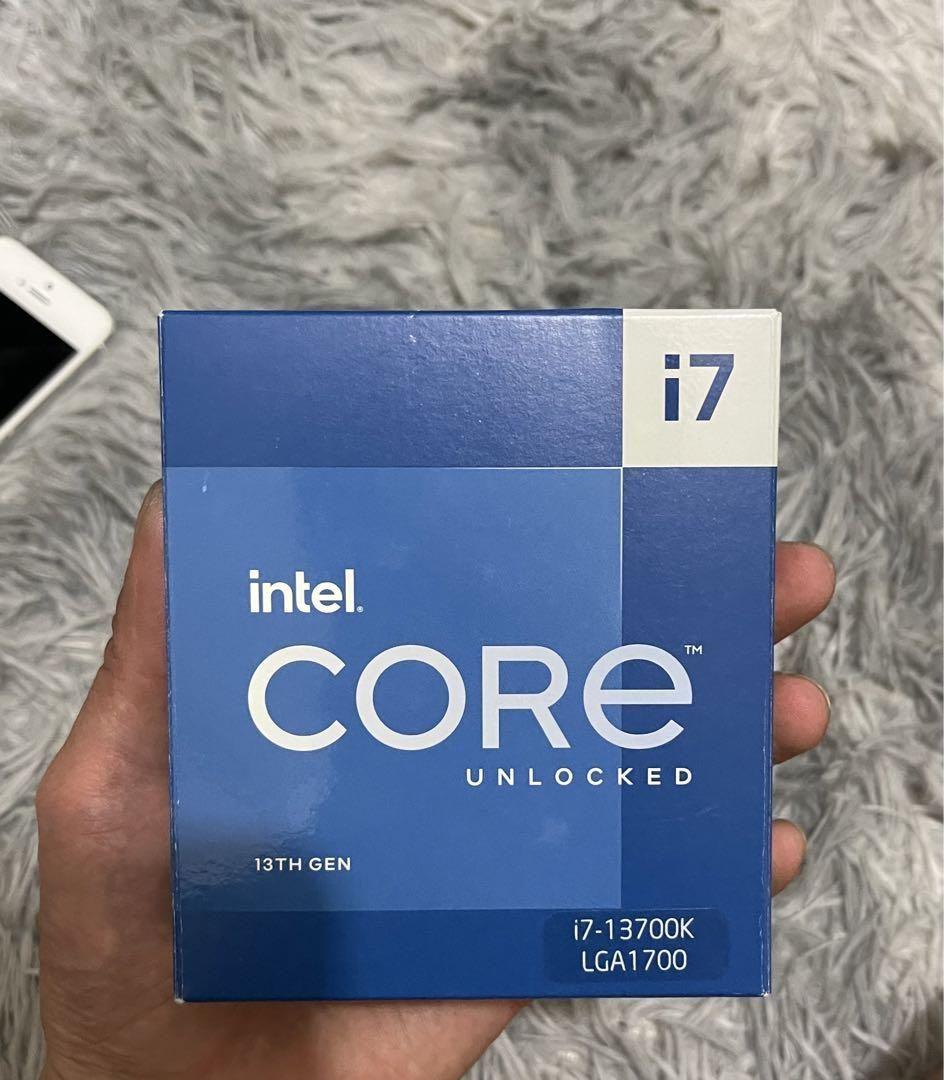 i7
intel.
CORE™
UNLOCKED
13TH GEN
i7-13700K
LGA1700